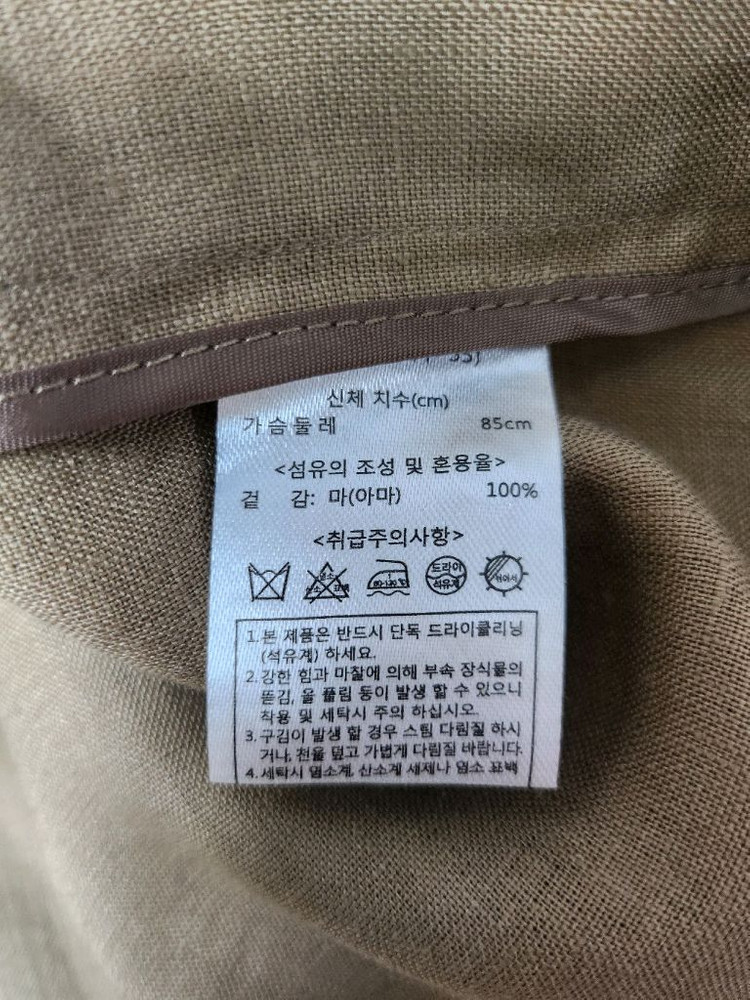 신체 치수(cm)
가슴둘레 85cm
<섬유의 조성 및 혼용율>
겉 감: 마(아마) 100%
<취급주의사항>
드라이
석유계
1.본 제품은 반드시 단독 드라이클리닝
(석유계) 하세요.
2.강한 힘과 마찰에 의해 부속 장식물의
뜯김, 올 풀림 등이 발생 할 수 있으니
착용 및 세탁시 주의 하십시오.
3.구김이 발생 할 경우 스팀 다림질 하시
거나, 천을 덮고 가볍게 다림질 바랍니다.
4.세탁시 염소계, 산소계 세제나 염소 표백